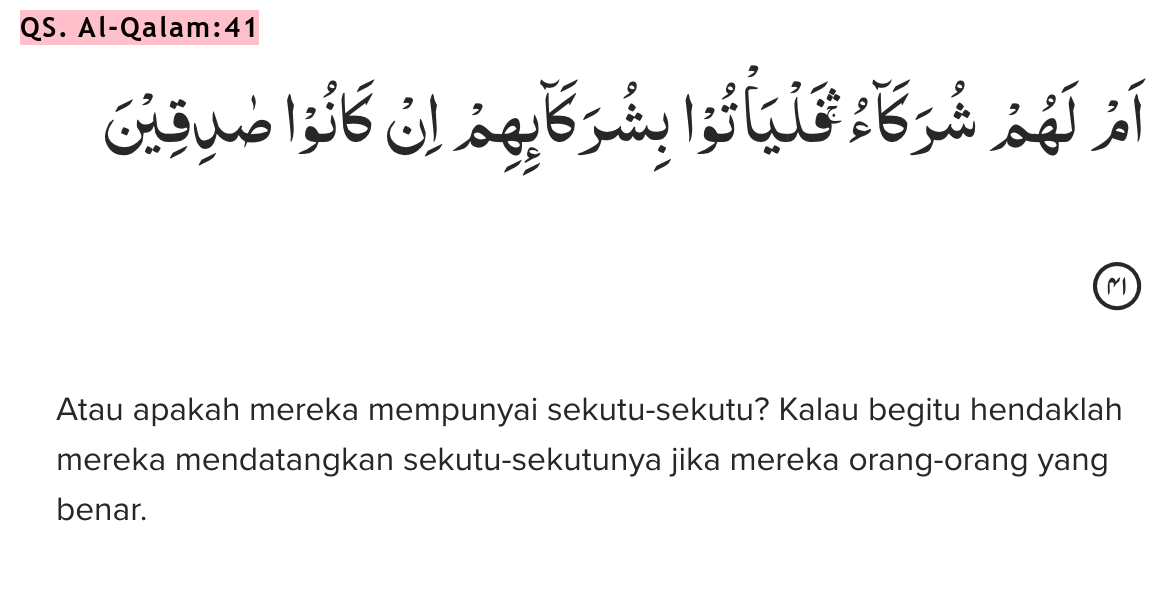 QS. Al-Qalam:41
اَمْ لَهُمْ شُرَكَاۤءُ ۛۚفَلْيَأْتُوْا بِشُرَكَاۤىِٕهِمْ اِنْ كَانُوْا صٰدِقِيْنَ
٤١
Atau apakah mereka mempunyai sekutu-sekutu? Kalau begitu hendaklah
mereka mendatangkan sekutu-sekutunya jika mereka orang-orang yang
benar.